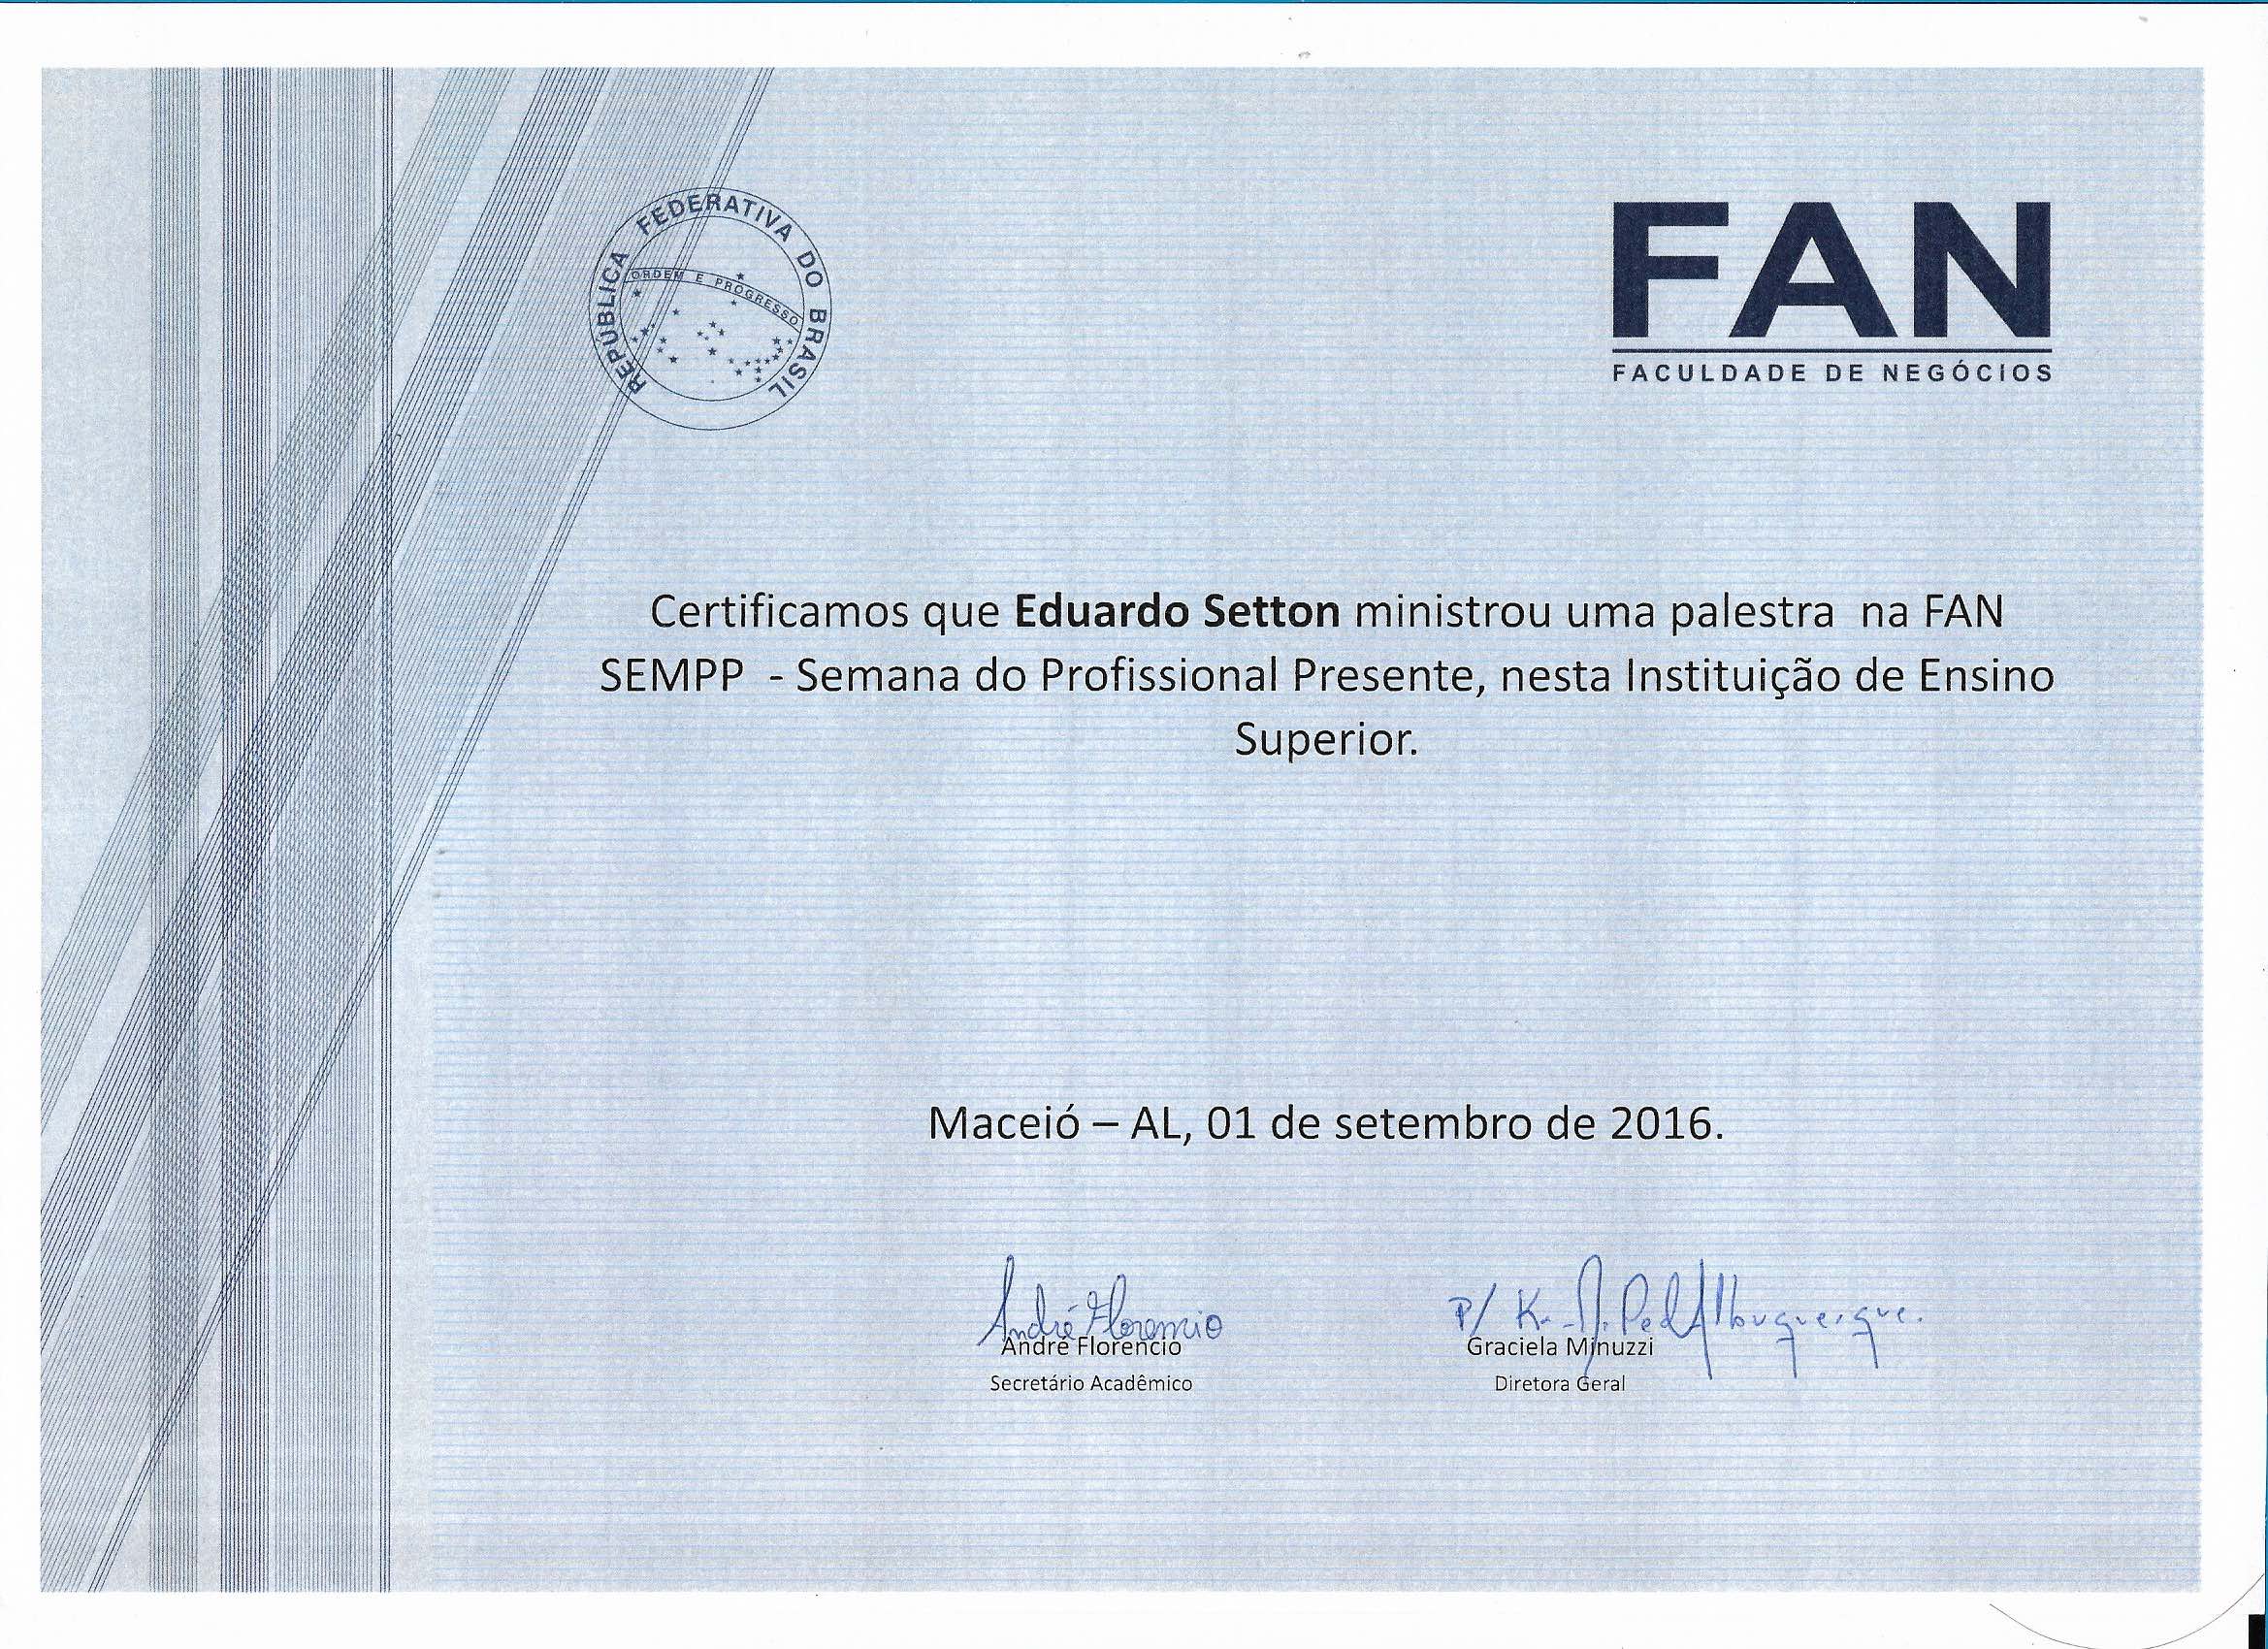 REPÚBLICA FEDERATIVA DO BRASIL
ORDEM E PROGRESSO
FAN
FACULDADE DE NEGÓCIOS
Certificamos que Eduardo Setton ministrou uma palestra na FAN
SEMPP - Semana do Profissional Presente, nesta Instituição de Ensino
Superior.
Maceió – AL, 01 de setembro de 2016.
André Florencio
P/ K. Albuquerque.
André Florencio
Graciela Minuzzi
Secretário Acadêmico
Diretora Geral